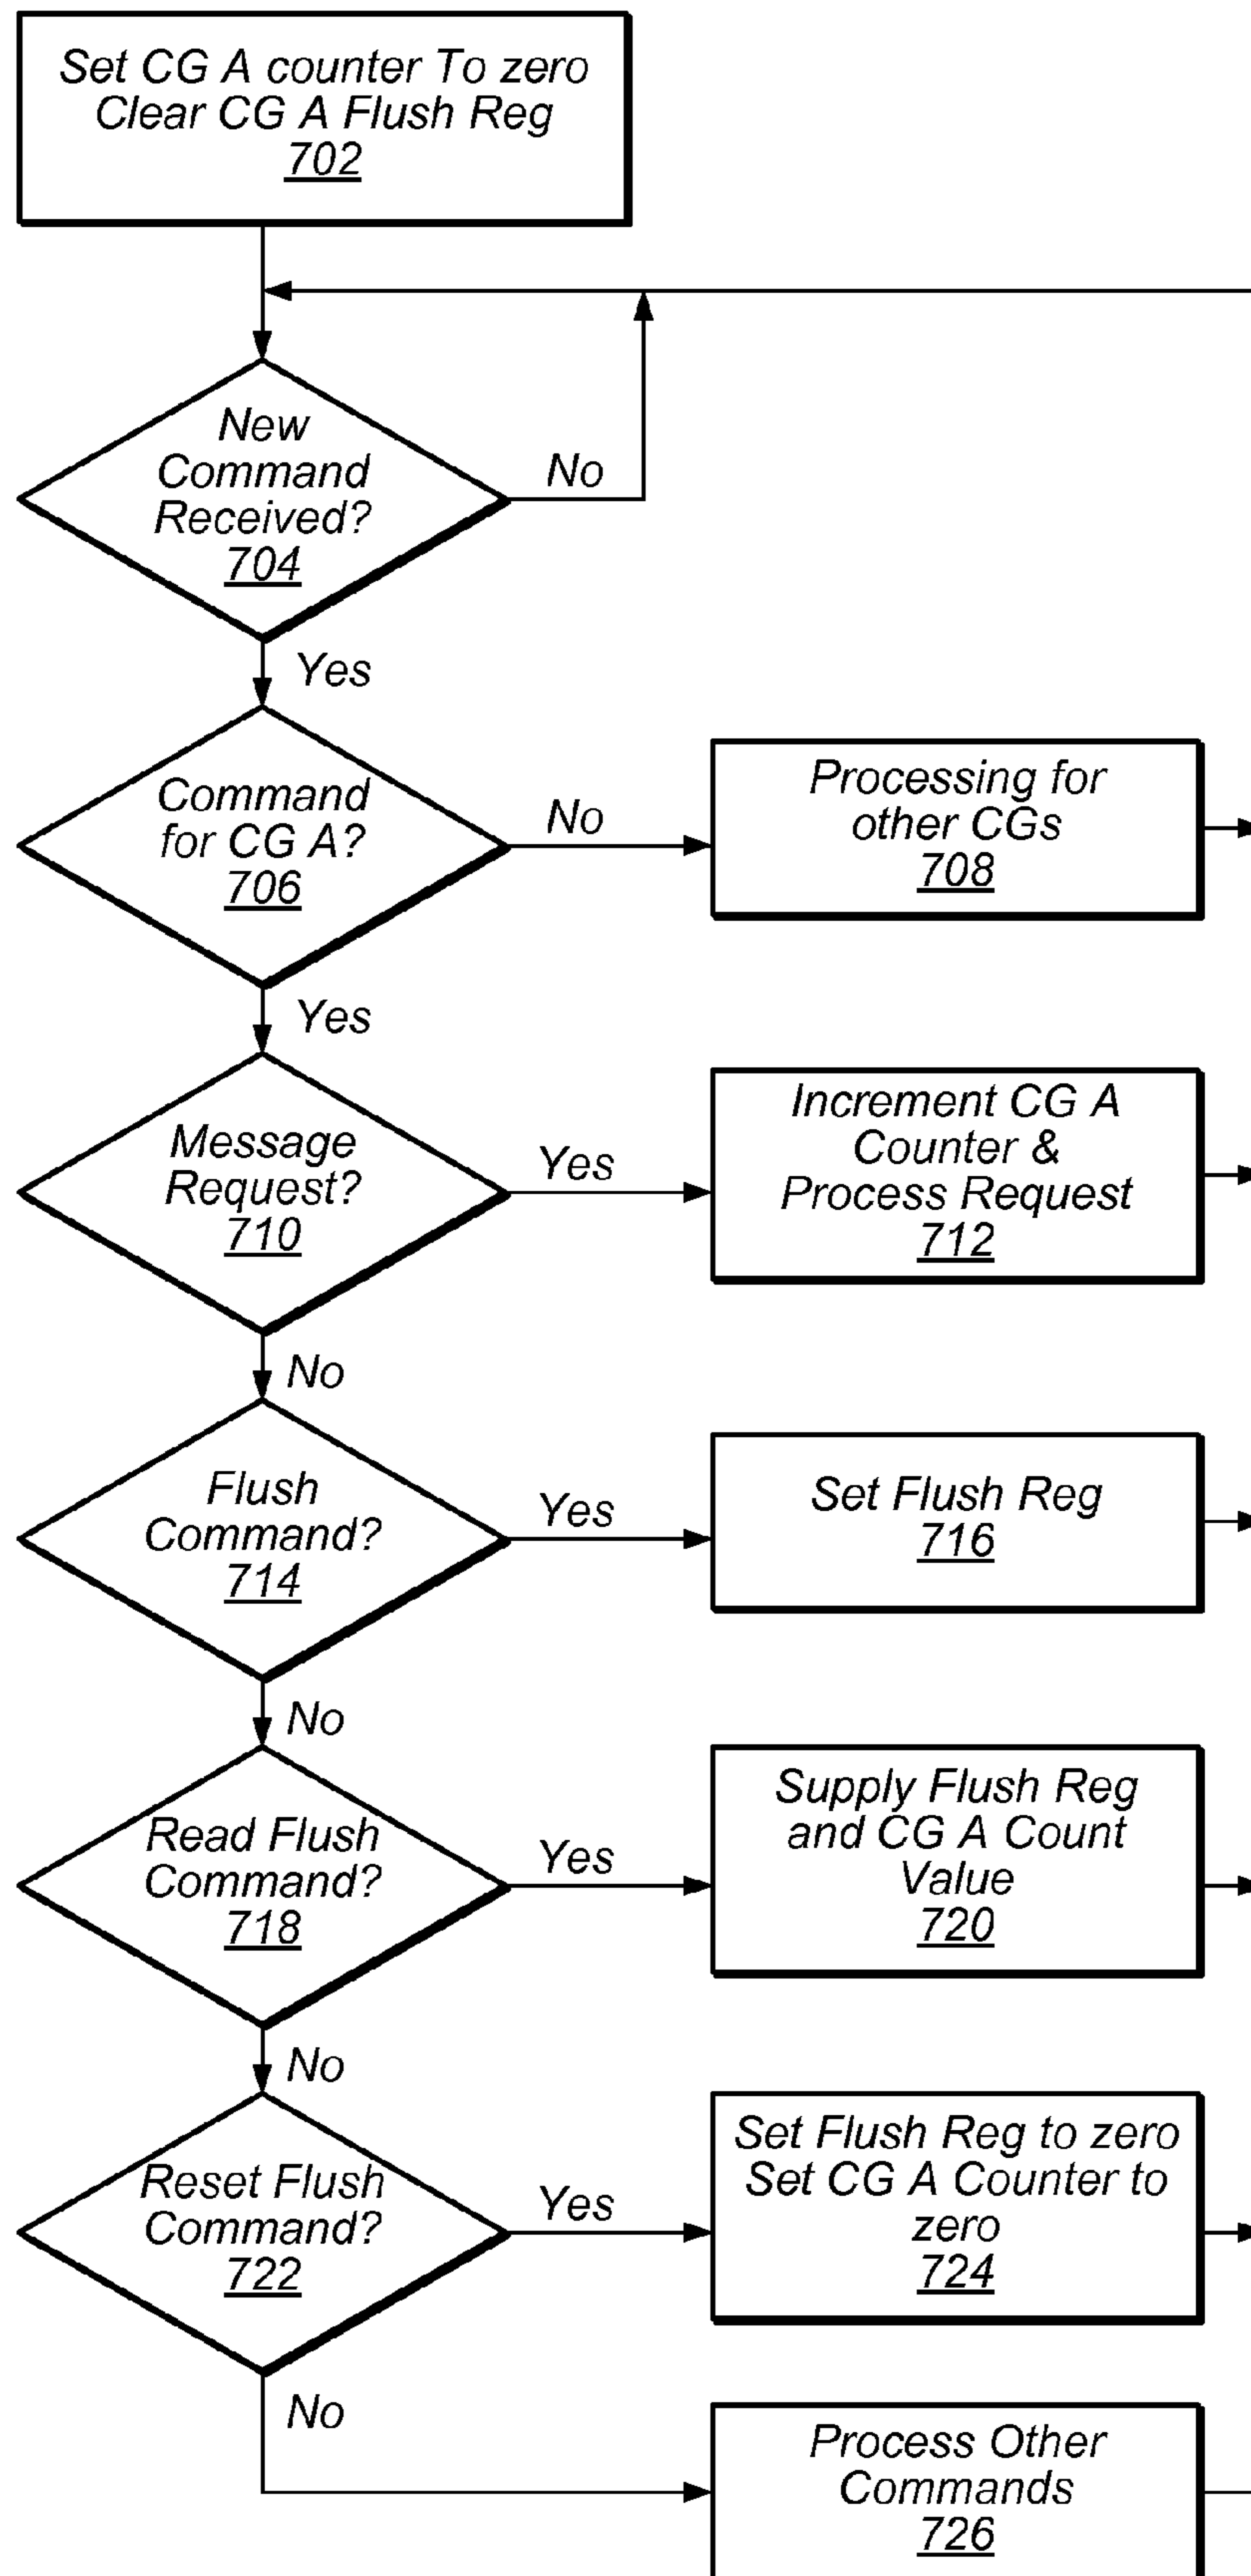 Set CG A counter To zero
Clear CG A Flush Reg
702
New
Command
Received?
704
No
Yes
Command
for CG A?
706
No
Processing for
other CGs
708
Yes
Message
Request?
710
Yes
Increment CG A
Counter &
Process Request
712
No
Flush
Command?
714
Yes
Set Flush Reg
716
No
Read Flush
Command?
718
Yes
Supply Flush Reg
and CG A Count
Value
720
No
Reset Flush
Command?
722
Yes
Set Flush Reg to zero
Set CG A Counter to
zero
724
No
Process Other
Commands
726